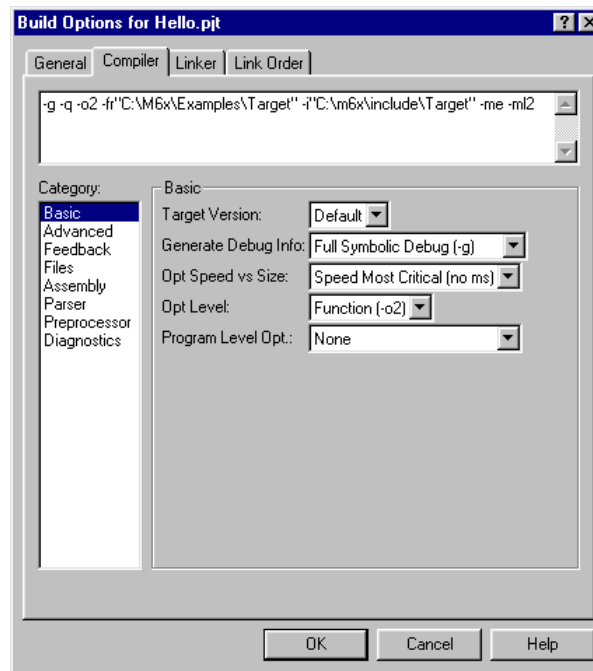 Build Options for Hello.pjt
General Compiler Linker Link Order
-g -q -o2 -fr"C:\M6x\Examples\Target" -i"C:\m6x\include\Target" -me -ml2
Category:
Basic
Advanced
Feedback
Files
Assembly
Parser
Preprocessor
Diagnostics
Basic
Target Version: Default
Generate Debug Info: Full Symbolic Debug (-g)
Opt Speed vs Size: Speed Most Critical (no ms)
Opt Level: Function (-o2)
Program Level Opt.: None
OK Cancel Help